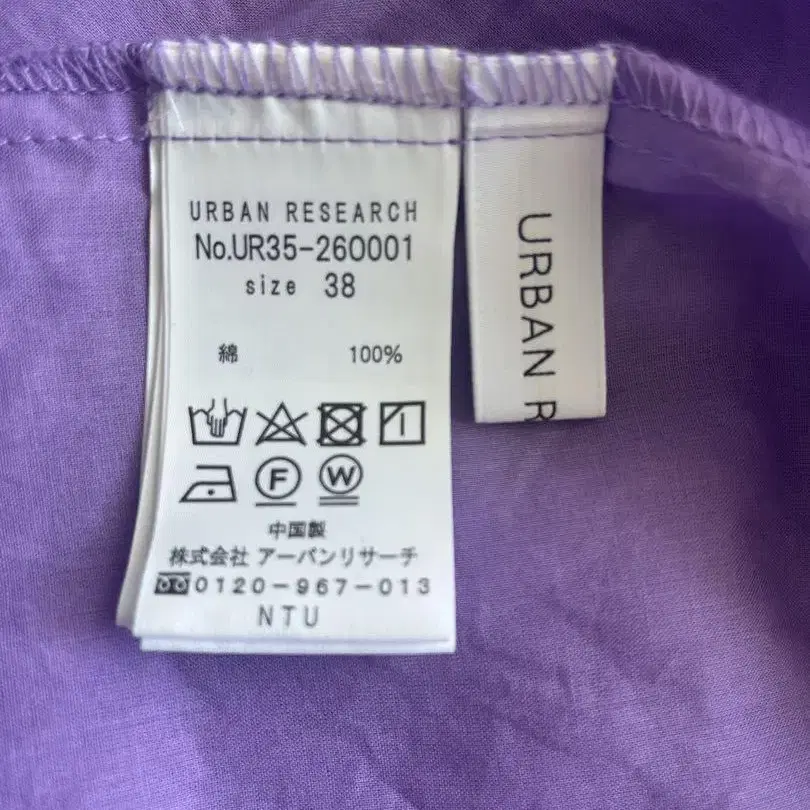 URBAN RESEARCH
No.UR35-260001
size 38
綿 100%
F W
中国製
株式会社 アーバンリサーチ
0120-967-013
NTU
URBAN R